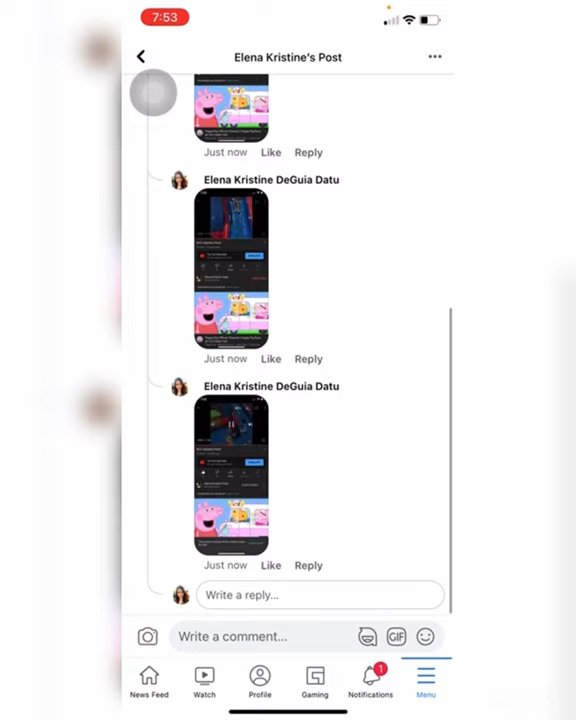 7:53
Elena Kristine's Post
Just now Like Reply
Elena Kristine DeGuia Datu
Just now Like Reply
Elena Kristine DeGuia Datu
Just now Like Reply
Write a reply...
Write a comment...
GIF
1
News Feed Watch Profile Gaming Notifications Menu